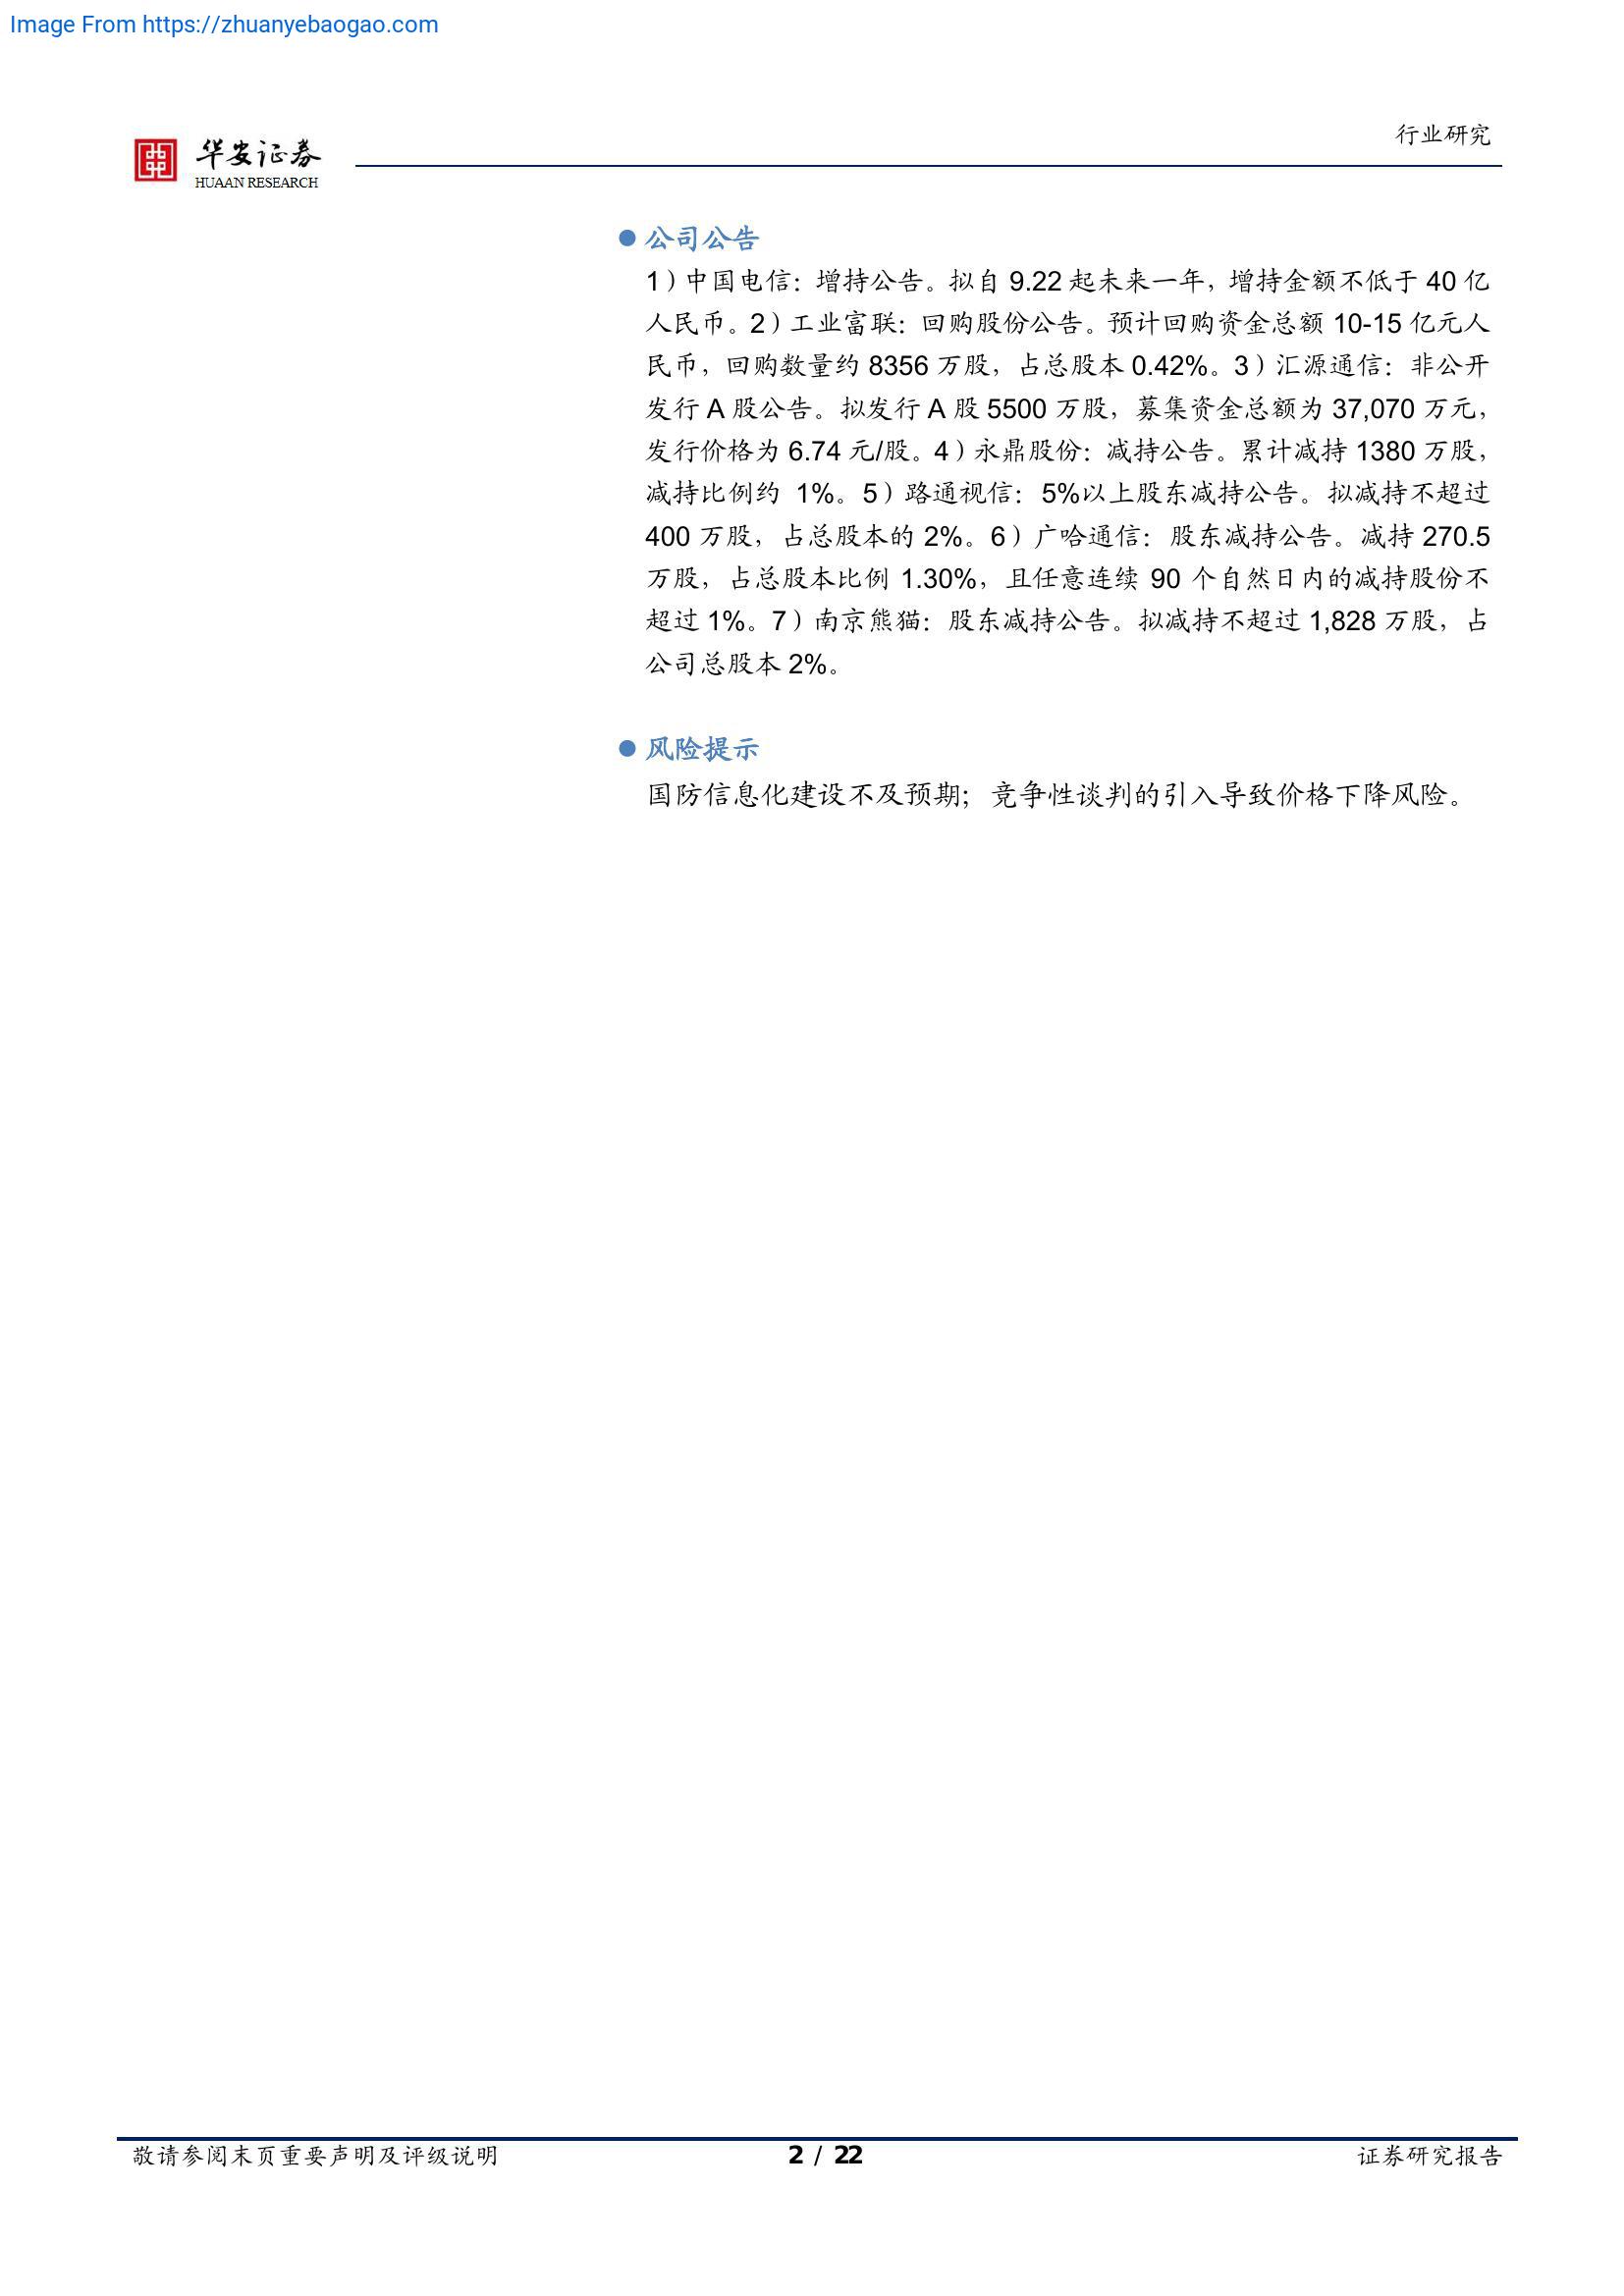 Image From https://zhuanyebaogao.com
行业研究
华安证券
HUAAN RESEARCH
公司公告
1）中国电信：增持公告。拟自 9.22 起未来一年，增持金额不低于 40 亿
人民币。2）工业富联：回购股份公告。预计回购资金总额 10-15 亿元人
民币，回购数量约 8356 万股，占总股本 0.42%。3）汇源通信：非公开
发行 A 股公告。拟发行 A 股 5500 万股，募集资金总额为 37,070 万元，
发行价格为 6.74 元/股。4）永鼎股份：减持公告。累计减持 1380 万股，
减持比例约 1%。5）路通视信：5%以上股东减持公告。拟减持不超过
400 万股，占总股本的 2%。6）广哈通信：股东减持公告。减持 270.5
万股，占总股本比例 1.30%，且任意连续 90 个自然日内的减持股份不
超过 1%。7）南京熊猫：股东减持公告。拟减持不超过 1,828 万股，占
公司总股本 2%。
风险提示
国防信息化建设不及预期；竞争性谈判的引入导致价格下降风险。
敬请参阅末页重要声明及评级说明
2 / 22
证券研究报告